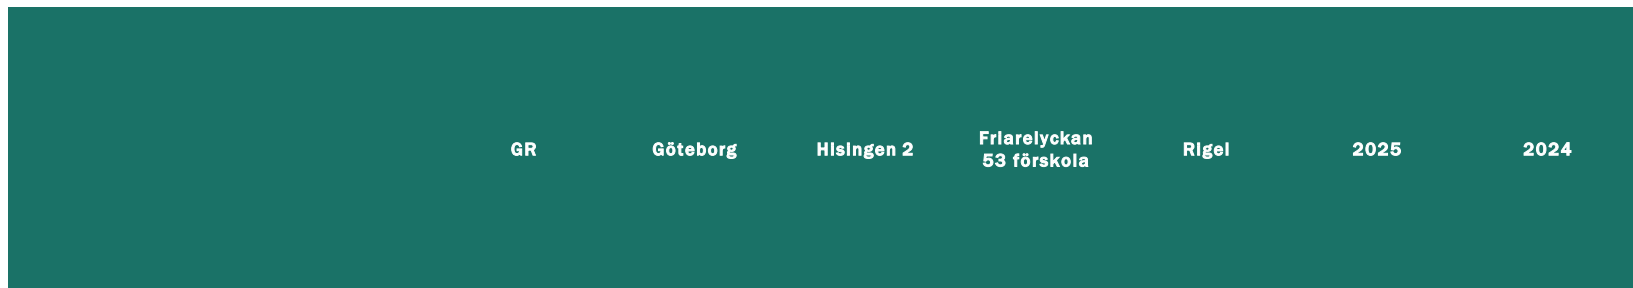 GR
Göteborg
Hisingen 2
Friarelyckan
53 förskola
Rigel
2025
2024